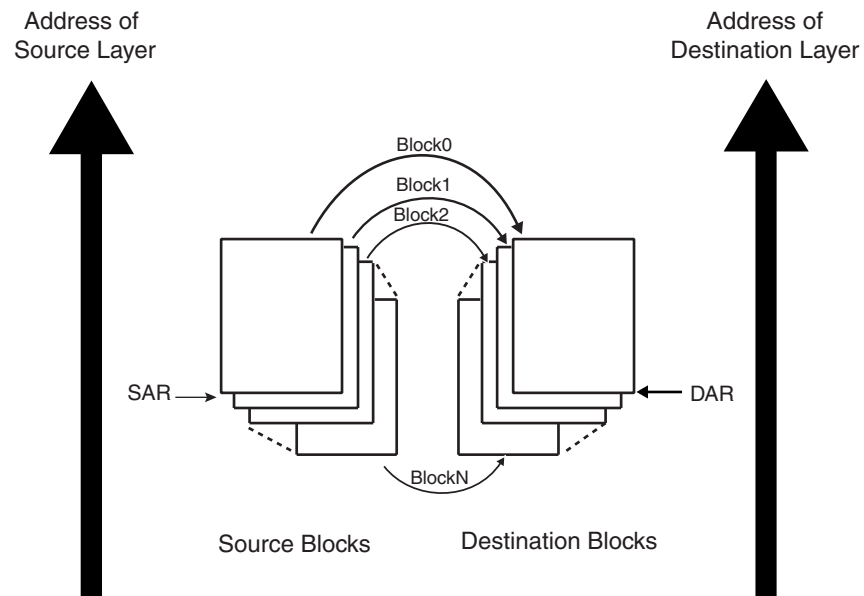 Address of
Source Layer
Address of
Destination Layer
Block0
Block1
Block2
SAR
DAR
BlockN
Source Blocks
Destination Blocks